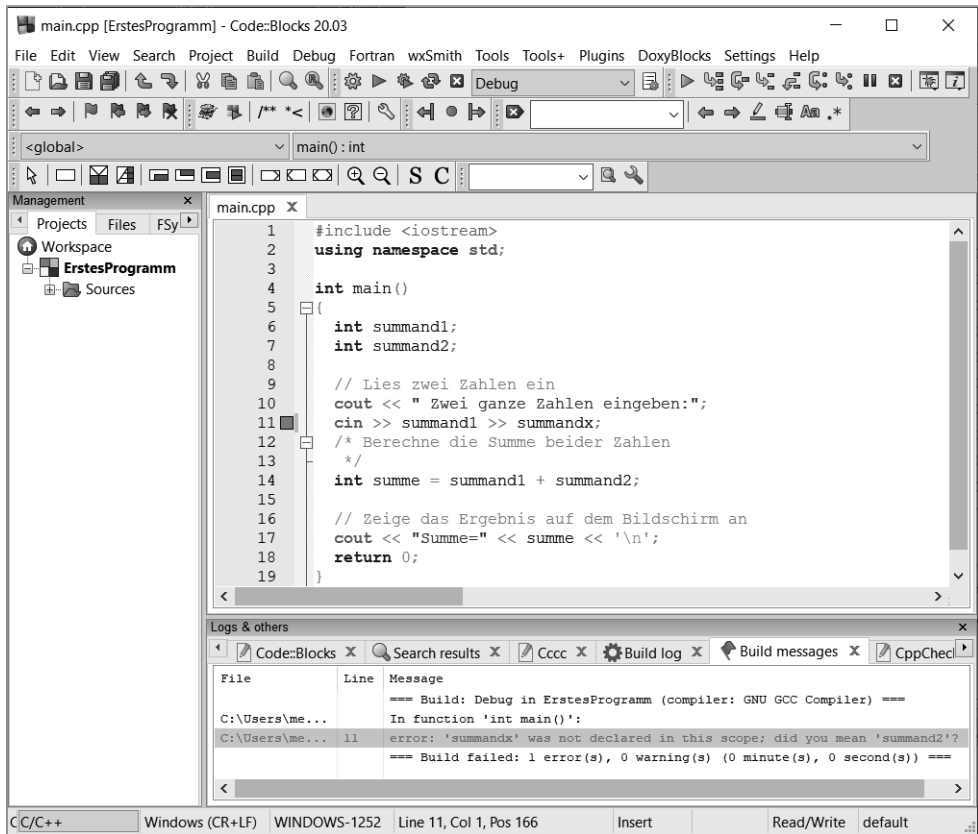 main.cpp [ErstesProgramm] - Code::Blocks 20.03
File Edit View Search Project Build Debug Fortran wxSmith Tools Tools+ Plugins DoxyBlocks Settings Help
Debug
/** *<
Aa .*
<global> main() : int
S C
Management
Projects Files FSy
Workspace
ErstesProgramm
Sources
main.cpp
1 #include <iostream>
2 using namespace std;
3
4 int main()
5 {
6 int summand1;
7 int summand2;
8
9 // Lies zwei Zahlen ein
10 cout << " Zwei ganze Zahlen eingeben:";
11 cin >> summand1 >> summandx;
12 /* Berechne die Summe beider Zahlen
13 */
14 int summe = summand1 + summand2;
15
16 // Zeige das Ergebnis auf dem Bildschirm an
17 cout << "Summe=" << summe << '\n';
18 return 0;
19 }
Logs & others
Code::Blocks X Search results X Cccc X Build log X Build messages X CppChecl
File Line Message
=== Build: Debug in ErstesProgramm (compiler: GNU GCC Compiler) ===
C:\Users\me... In function 'int main()':
C:\Users\me... 11 error: 'summandx' was not declared in this scope; did you mean 'summand2'?
=== Build failed: 1 error(s), 0 warning(s) (0 minute(s), 0 second(s)) ===
C C/C++ Windows (CR+LF) WINDOWS-1252 Line 11, Col 1, Pos 166 Insert Read/Write default